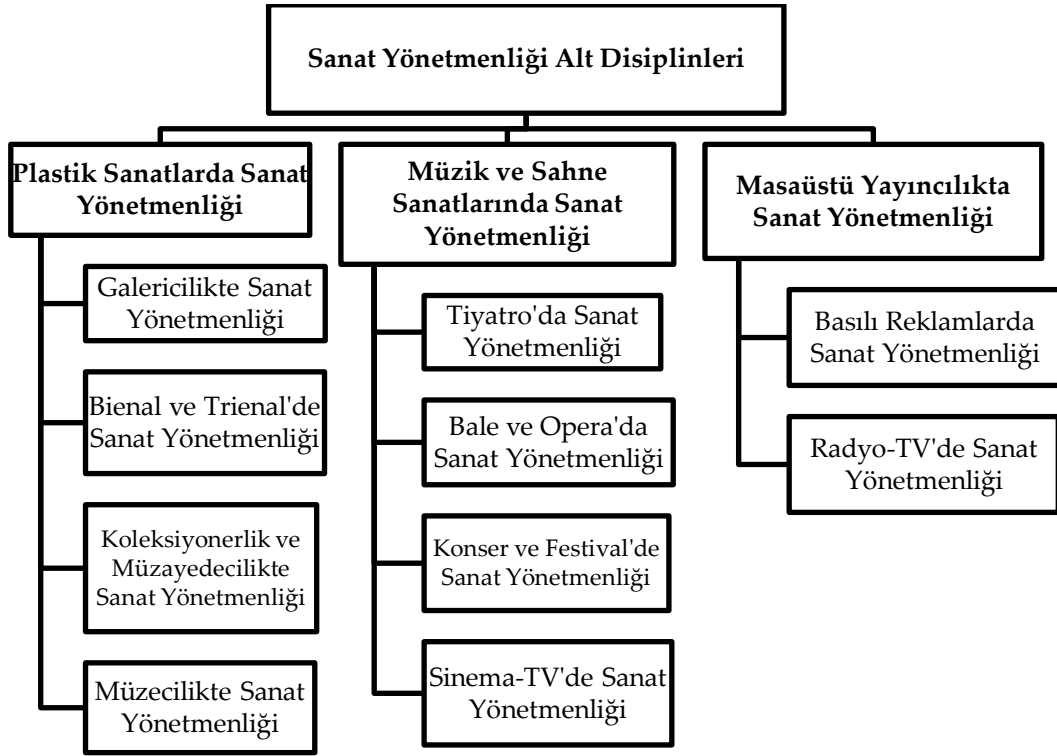 Sanat Yönetmenliği Alt Disiplinleri
Plastik Sanatlarda Sanat
Yönetmenliği
Galericilikte Sanat
Yönetmenliği
Bienal ve Trienal'de
Sanat Yönetmenliği
Koleksiyonerlik ve
Müzayedecilikte
Sanat Yönetmenliği
Müzecilikte Sanat
Yönetmenliği
Müzik ve Sahne
Sanatlarında Sanat
Yönetmenliği
Tiyatro'da Sanat
Yönetmenliği
Bale ve Opera'da
Sanat Yönetmenliği
Konser ve Festival'de
Sanat Yönetmenliği
Sinema-TV'de Sanat
Yönetmenliği
Masaüstü Yayıncılıkta
Sanat Yönetmenliği
Basılı Reklamlarda
Sanat Yönetmenliği
Radyo-TV'de Sanat
Yönetmenliği